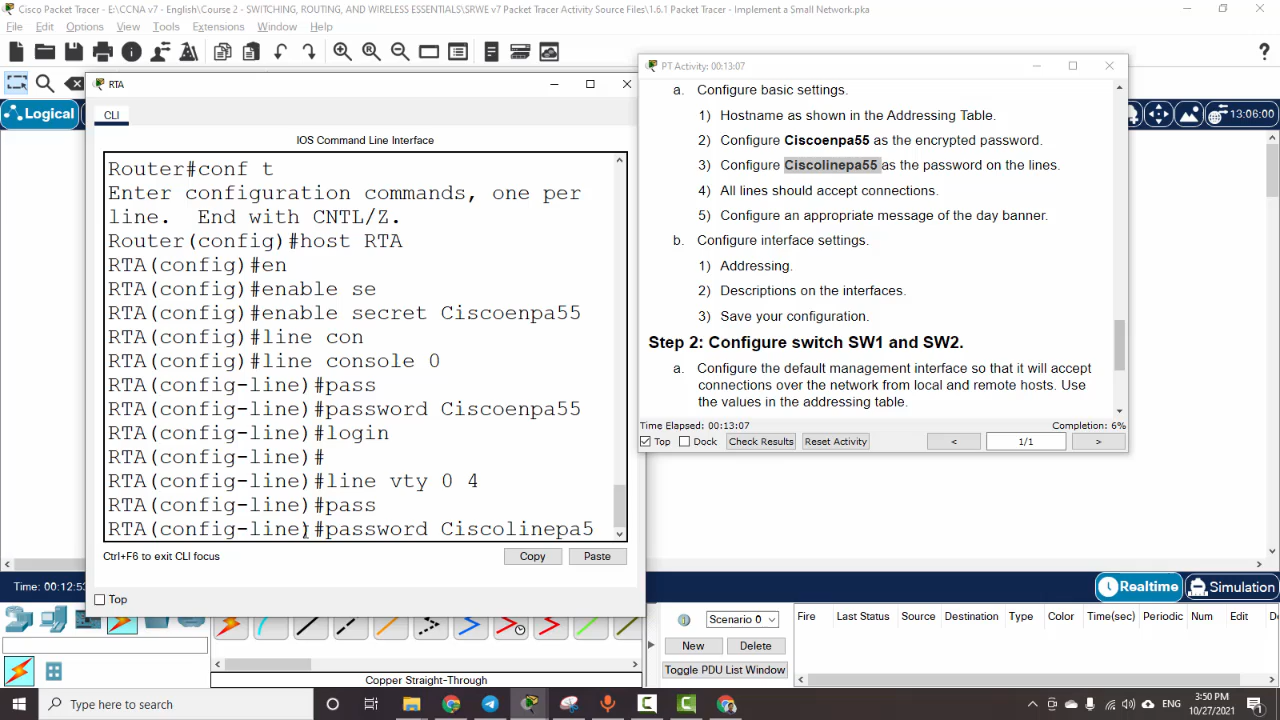 Cisco Packet Tracer - E:\CCNA v7 - English\Course 2 - SWITCHING, ROUTING, AND WIRELESS ESSENTIALS\SRWE v7 Packet Tracer Activity Source Files\1.6.1 Packet Tracer - Implement a Small Network.pka
File Edit Options View Tools Extensions Window Help
Logical
13:06:00
RTA
CLI
IOS Command Line Interface
Router#conf t
Enter configuration commands, one per
line.  End with CNTL/Z.
Router(config)#host RTA
RTA(config)#en
RTA(config)#enable se
RTA(config)#enable secret Ciscoenpa55
RTA(config)#line con
RTA(config)#line console 0
RTA(config-line)#pass
RTA(config-line)#password Ciscoenpa55
RTA(config-line)#login
RTA(config-line)#
RTA(config-line)#line vty 0 4
RTA(config-line)#pass
RTA(config-line)#password Ciscolinepa5
Ctrl+F6 to exit CLI focus
Copy
Paste
Top
PT Activity: 00:13:07
a. Configure basic settings.
1) Hostname as shown in the Addressing Table.
2) Configure Ciscoenpa55 as the encrypted password.
3) Configure Ciscolinepa55 as the password on the lines.
4) All lines should accept connections.
5) Configure an appropriate message of the day banner.
b. Configure interface settings.
1) Addressing.
2) Descriptions on the interfaces.
3) Save your configuration.
Step 2: Configure switch SW1 and SW2.
a. Configure the default management interface so that it will accept
connections over the network from local and remote hosts. Use
the values in the addressing table.
Time Elapsed: 00:13:07
Completion: 6%
Top Dock Check Results Reset Activity < 1/1 >
Time: 00:12:53
Realtime
Simulation
Scenario 0
New
Delete
Toggle PDU List Window
Fire Last Status Source Destination Type Color Time(sec) Periodic Num Edit
Copper Straight-Through
Type here to search
ENG
3:50 PM
10/27/2021